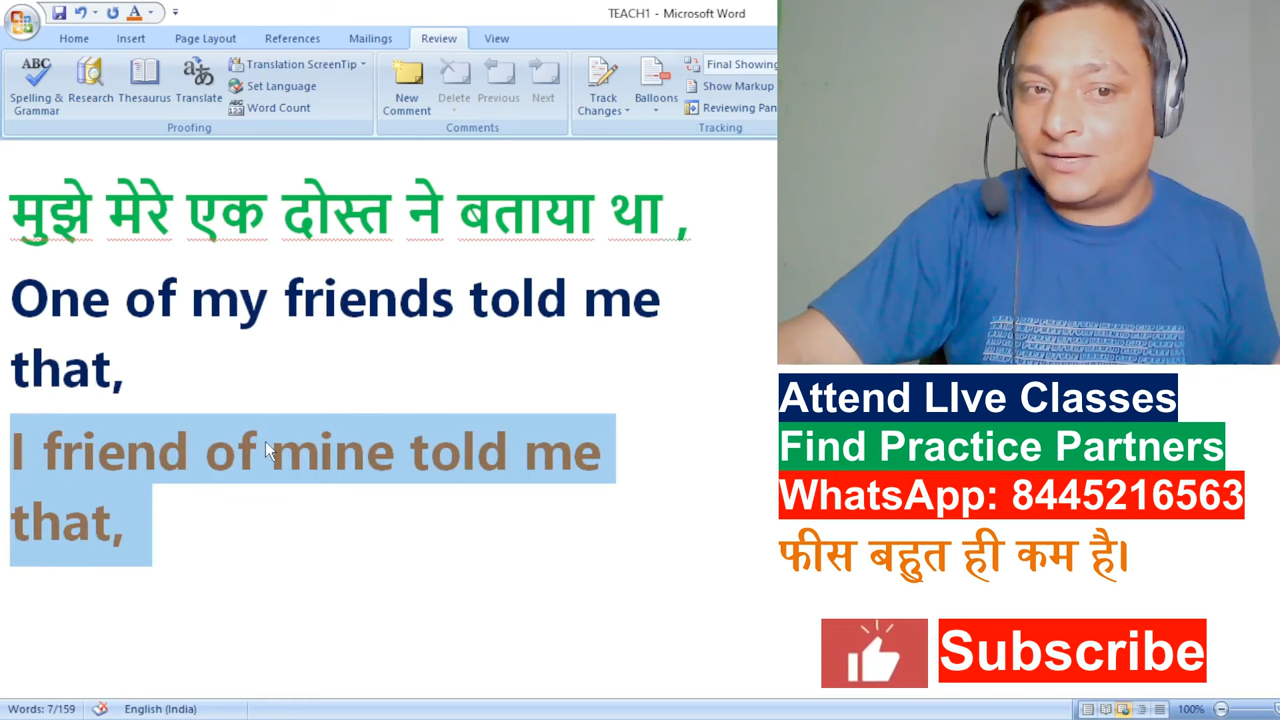 TEACH1 - Microsoft Word
Home Insert Page Layout References Mailings Review View
ABC Spelling & Grammar
Research
Thesaurus
Translate
Translation ScreenTip
Set Language
ABC 123 Word Count
Proofing
New Comment
Delete
Previous
Next
Comments
Track Changes
Balloons
Final Showing
Show Markup
Reviewing Pan
Tracking
मुझे मेरे एक दोस्त ने बताया था ,
One of my friends told me
that,
I friend of mine told me
that,
Attend LIve Classes
Find Practice Partners
WhatsApp: 8445216563
फीस बहुत ही कम है।
Subscribe
Words: 7/159 English (India) 100%